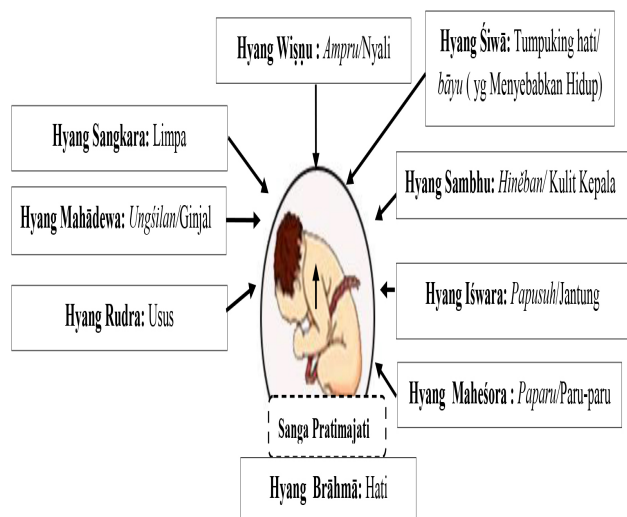 Hyang Wiṣṇu : Ampru/Nyali
Hyang Śiwā: Tumpuking hati/
bāyu ( yg Menyebabkan Hidup)
Hyang Sangkara: Limpa
Hyang Sambhu: Hinĕban/ Kulit Kepala
Hyang Mahādewa: Ungśilan/Ginjal
Hyang Iśwara: Papusuh/Jantung
Hyang Rudra: Usus
Hyang Maheśora : Paparu/Paru-paru
Sanga Pratimajati
Hyang Brāhmā: Hati